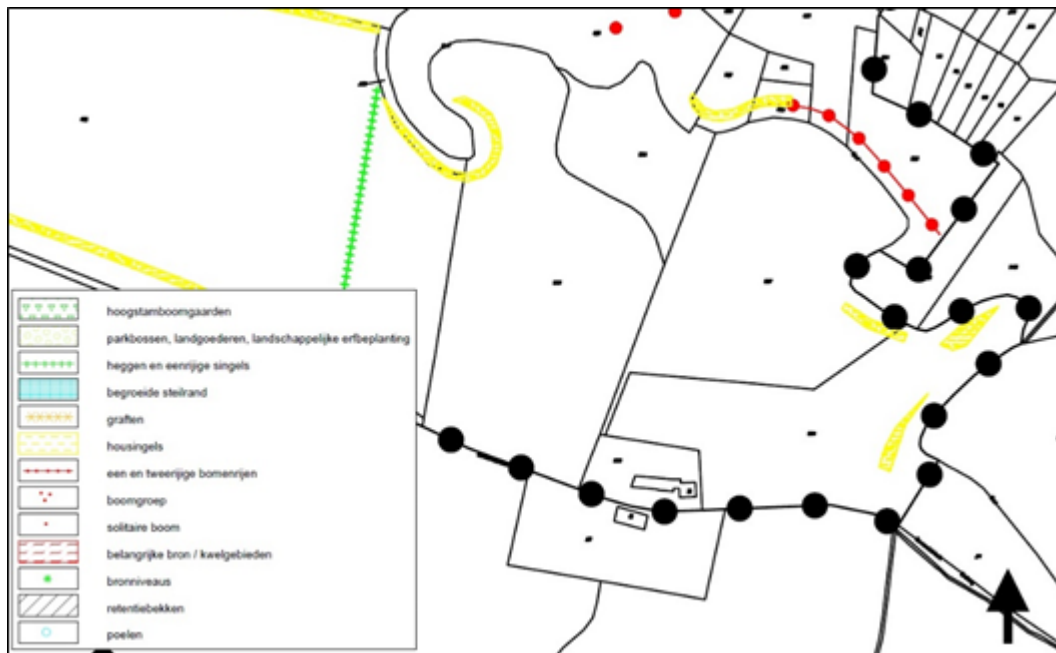 hoogstamboomgaarden
parkbossen, landgoederen, landschappelijke erfbeplanting
heggen en eenrijige singels
begroeide steilrand
graften
housingels
een en tweerijige bomenrijen
boomgroep
solitaire boom
belangrijke bron / kwelgebieden
bronniveaus
retentiebekken
poelen